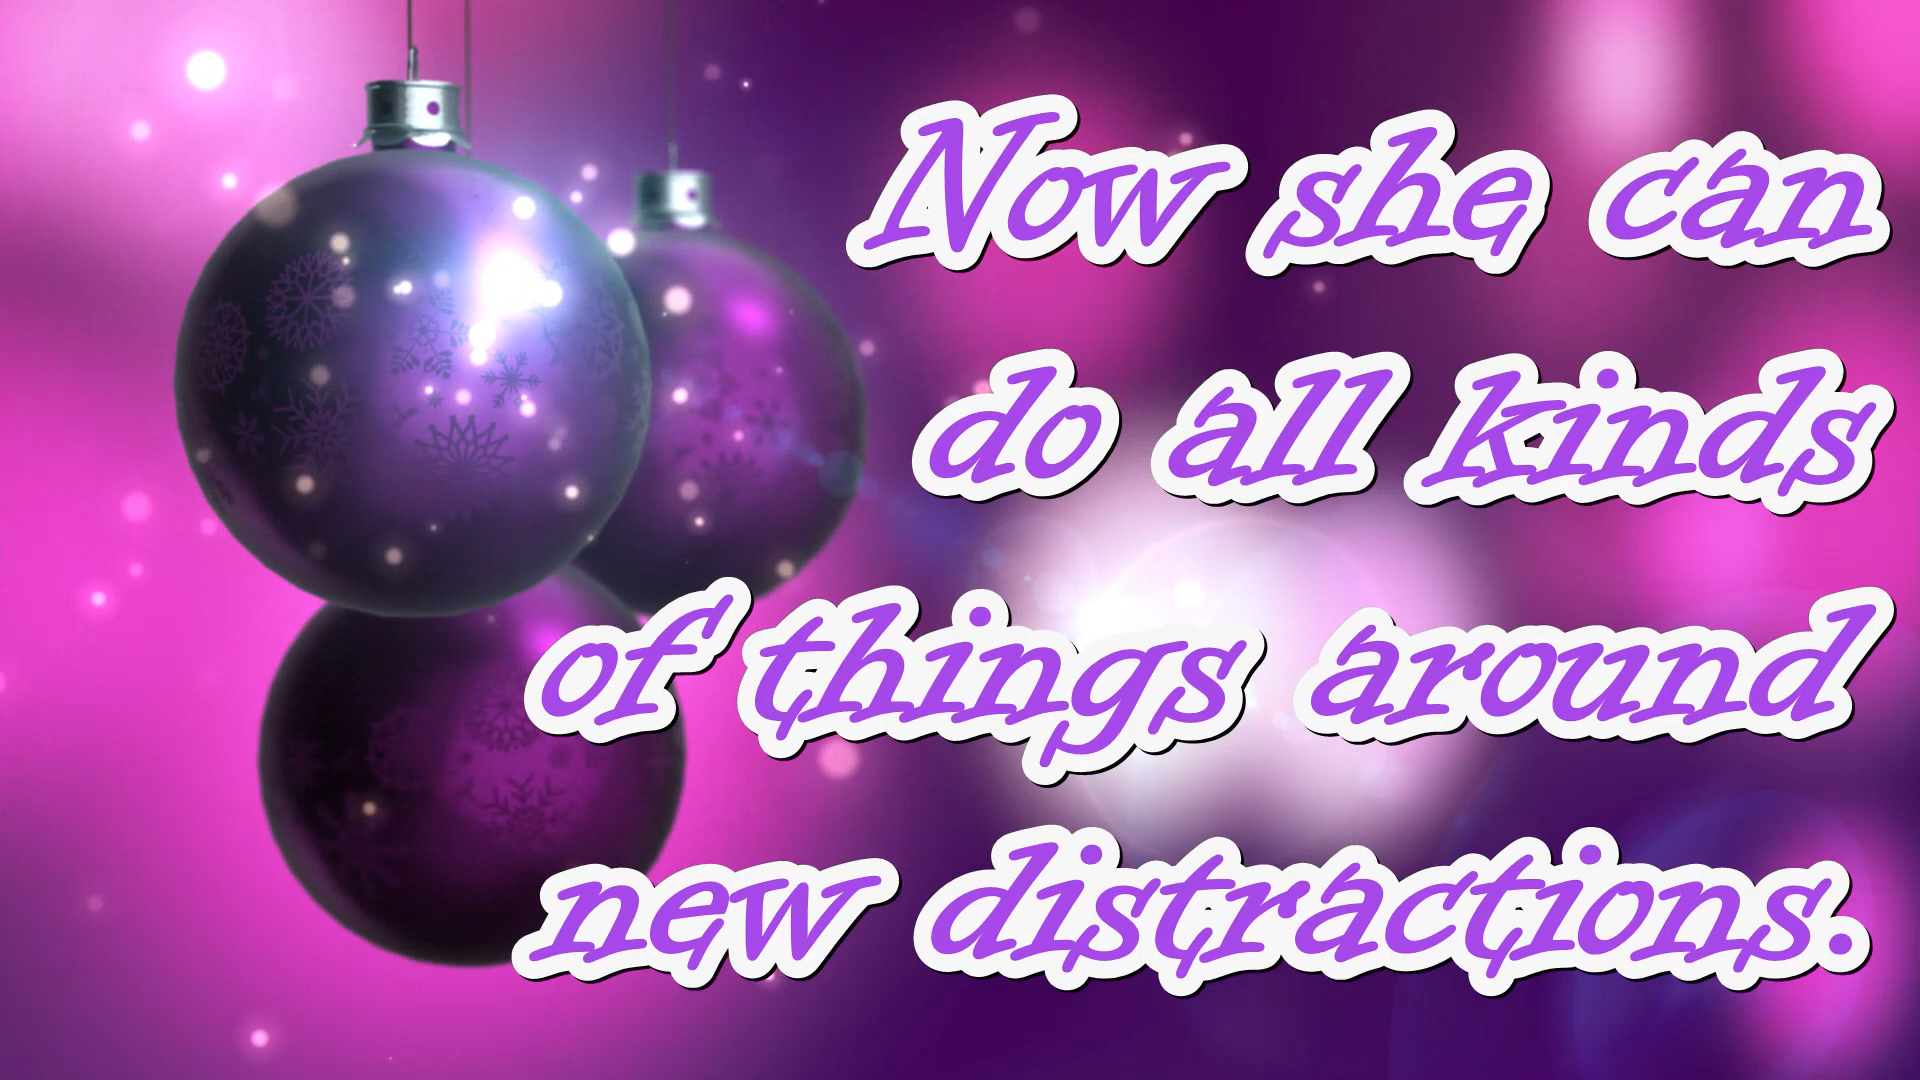 Now she can
do all kinds
of things around
new distractions.